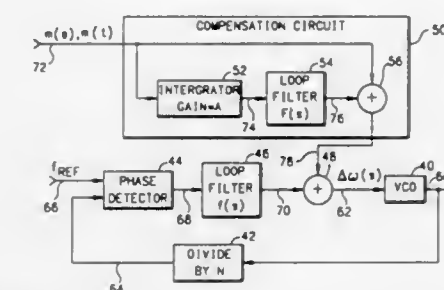 COMPENSATION CIRCUIT
50
m(s),m(t)
72
52
INTERGRATOR
GAIN=A
74
54
LOOP
FILTER
F(s)
76
56
+
78
fREF
66
44
PHASE
DETECTOR
68
46
LOOP
FILTER
f(s)
70
48
+
Δω(s)
62
40
VCO
64
42
DIVIDE
BY N